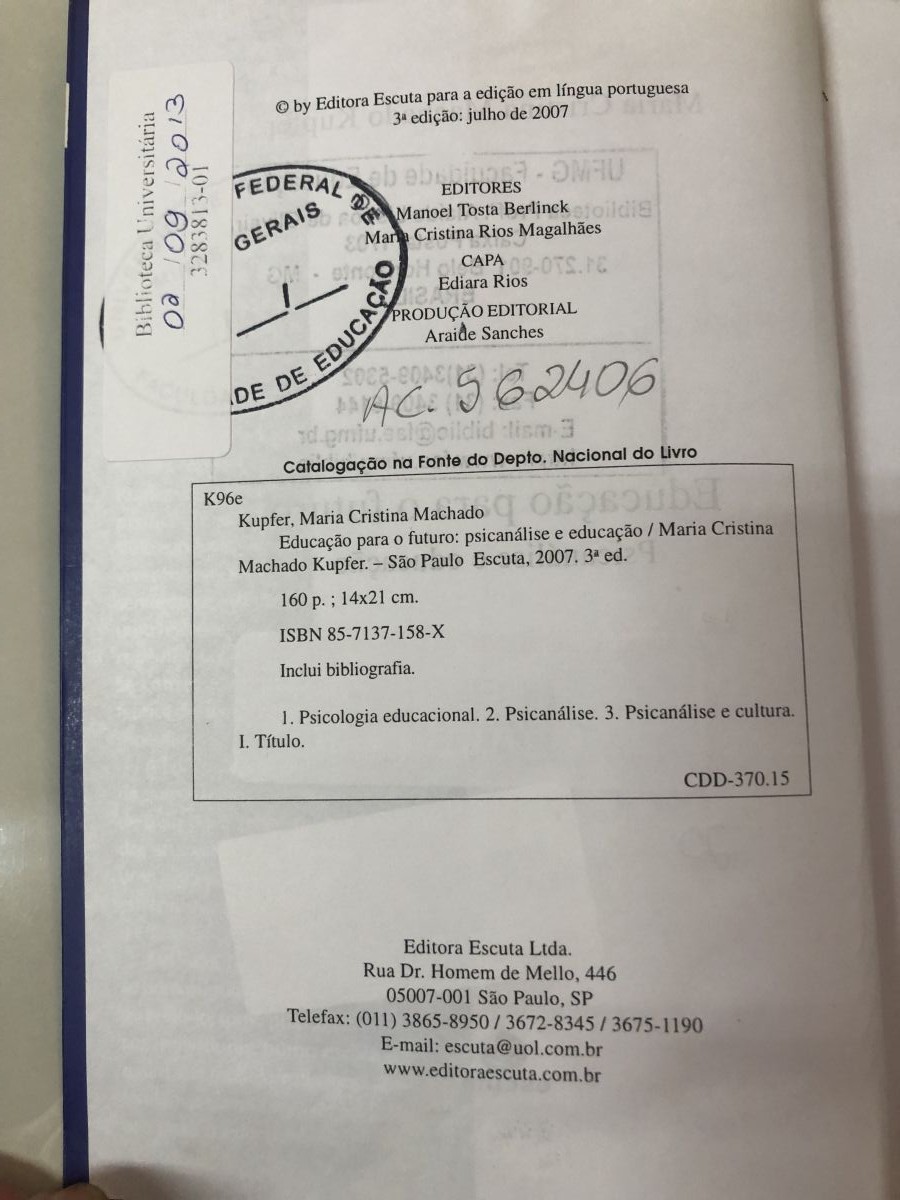 © by Editora Escuta para a edição em língua portuguesa
3ª edição: julho de 2007
Biblioteca Universitária
02/09/2013
3283813-01
FEDERAL DE
GERAIS
DE DE EDUCAÇÃO
EDITORES
Manoel Tosta Berlinck
Maria Cristina Rios Magalhães
CAPA
Ediara Rios
PRODUÇÃO EDITORIAL
Araide Sanches
AC. 562406
Catalogação na Fonte do Depto. Nacional do Livro
K96e
Kupfer, Maria Cristina Machado
Educação para o futuro: psicanálise e educação / Maria Cristina
Machado Kupfer. – São Paulo Escuta, 2007. 3ª ed.
160 p. ; 14x21 cm.
ISBN 85-7137-158-X
Inclui bibliografia.
1. Psicologia educacional. 2. Psicanálise. 3. Psicanálise e cultura.
I. Título.
CDD-370.15
Editora Escuta Ltda.
Rua Dr. Homem de Mello, 446
05007-001 São Paulo, SP
Telefax: (011) 3865-8950 / 3672-8345 / 3675-1190
E-mail: escuta@uol.com.br
www.editoraescuta.com.br